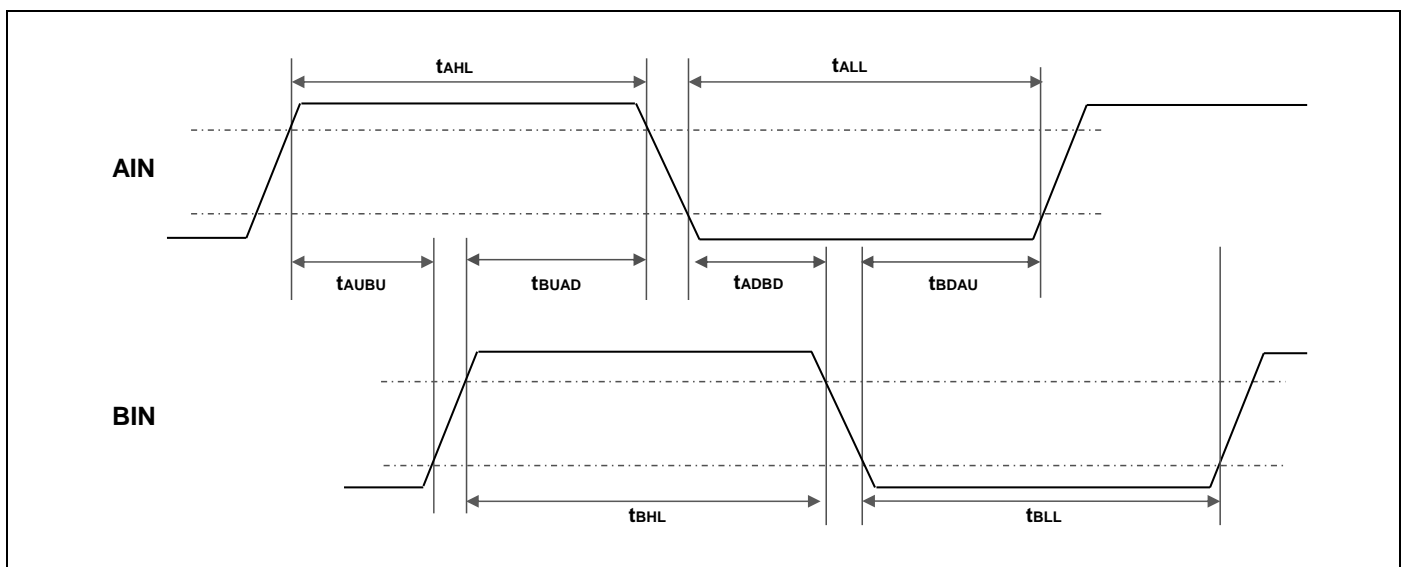 tAHL tALL
AIN
tAUBU tBUAD tADBD tBDAU
BIN
tBHL tBLL